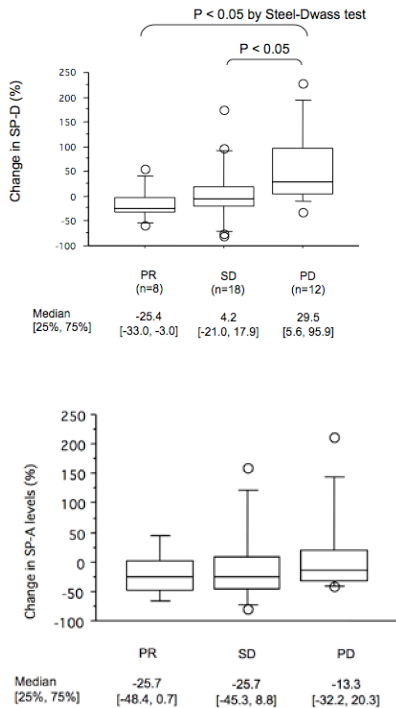 P < 0.05 by Steel-Dwass test
P < 0.05
Change in SP-D (%)
250
200
150
100
50
0
-50
-100
PR SD PD
(n=8) (n=18) (n=12)
Median -25.4 4.2 29.5
[25%, 75%] [-33.0, -3.0] [-21.0, 17.9] [5.6, 95.9]
Change in SP-A levels (%)
250
200
150
100
50
0
-50
-100
PR SD PD
Median -25.7 -25.7 -13.3
[25%, 75%] [-48.4, 0.7] [-45.3, 8.8] [-32.2, 20.3]